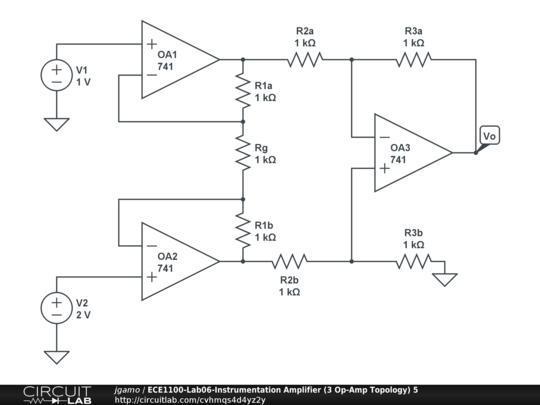 R2a
1 kΩ
R3a
1 kΩ
+
OA1
741
−
+
−
V1
1 V
R1a
1 kΩ
Rg
1 kΩ
−
OA3
741
+
Vo
R1b
1 kΩ
−
OA2
741
+
R2b
1 kΩ
R3b
1 kΩ
+
−
V2
2 V
CIRCUIT
LAB
jgamo / ECE1100-Lab06-Instrumentation Amplifier (3 Op-Amp Topology) 5
http://circuitlab.com/cvhmqs4d4yz2y